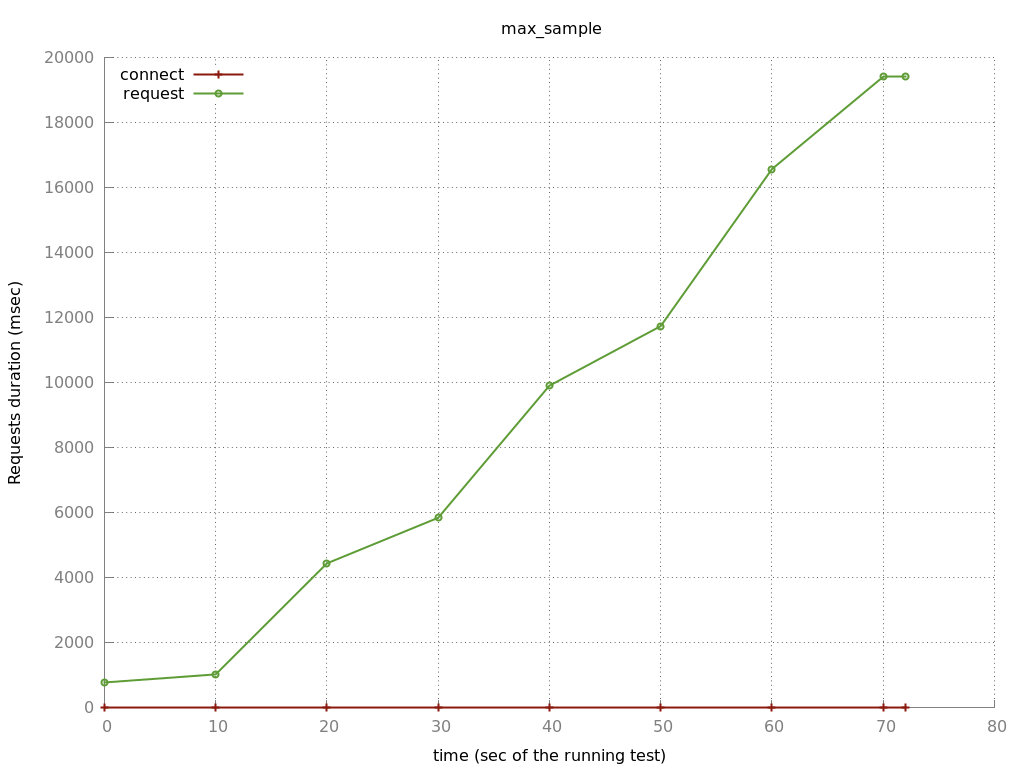 max_sample
connect
request
20000
18000
16000
14000
12000
10000
8000
6000
4000
2000
0
0 10 20 30 40 50 60 70 80
Requests duration (msec)
time (sec of the running test)